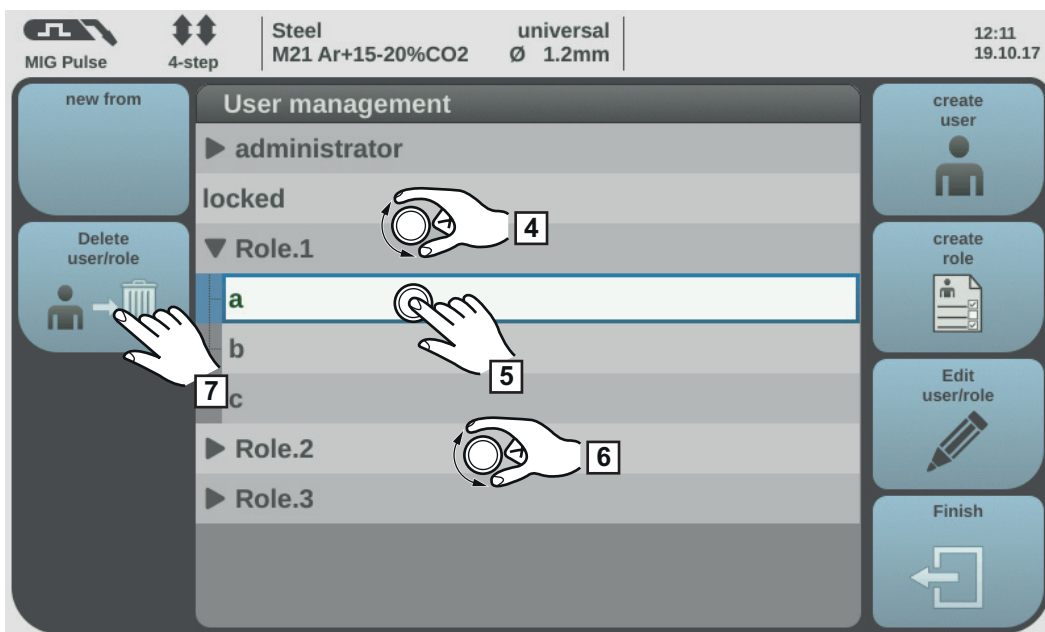 Steel universal
12:11
MIG Pulse 4-step M21 Ar+15-20%CO2 Ø 1.2mm 19.10.17
new from
User management
create
user
administrator
locked
4
Delete
user/role
Role.1
create
role
a
b
5
7
c
Edit
user/role
Role.2
6
Role.3
Finish